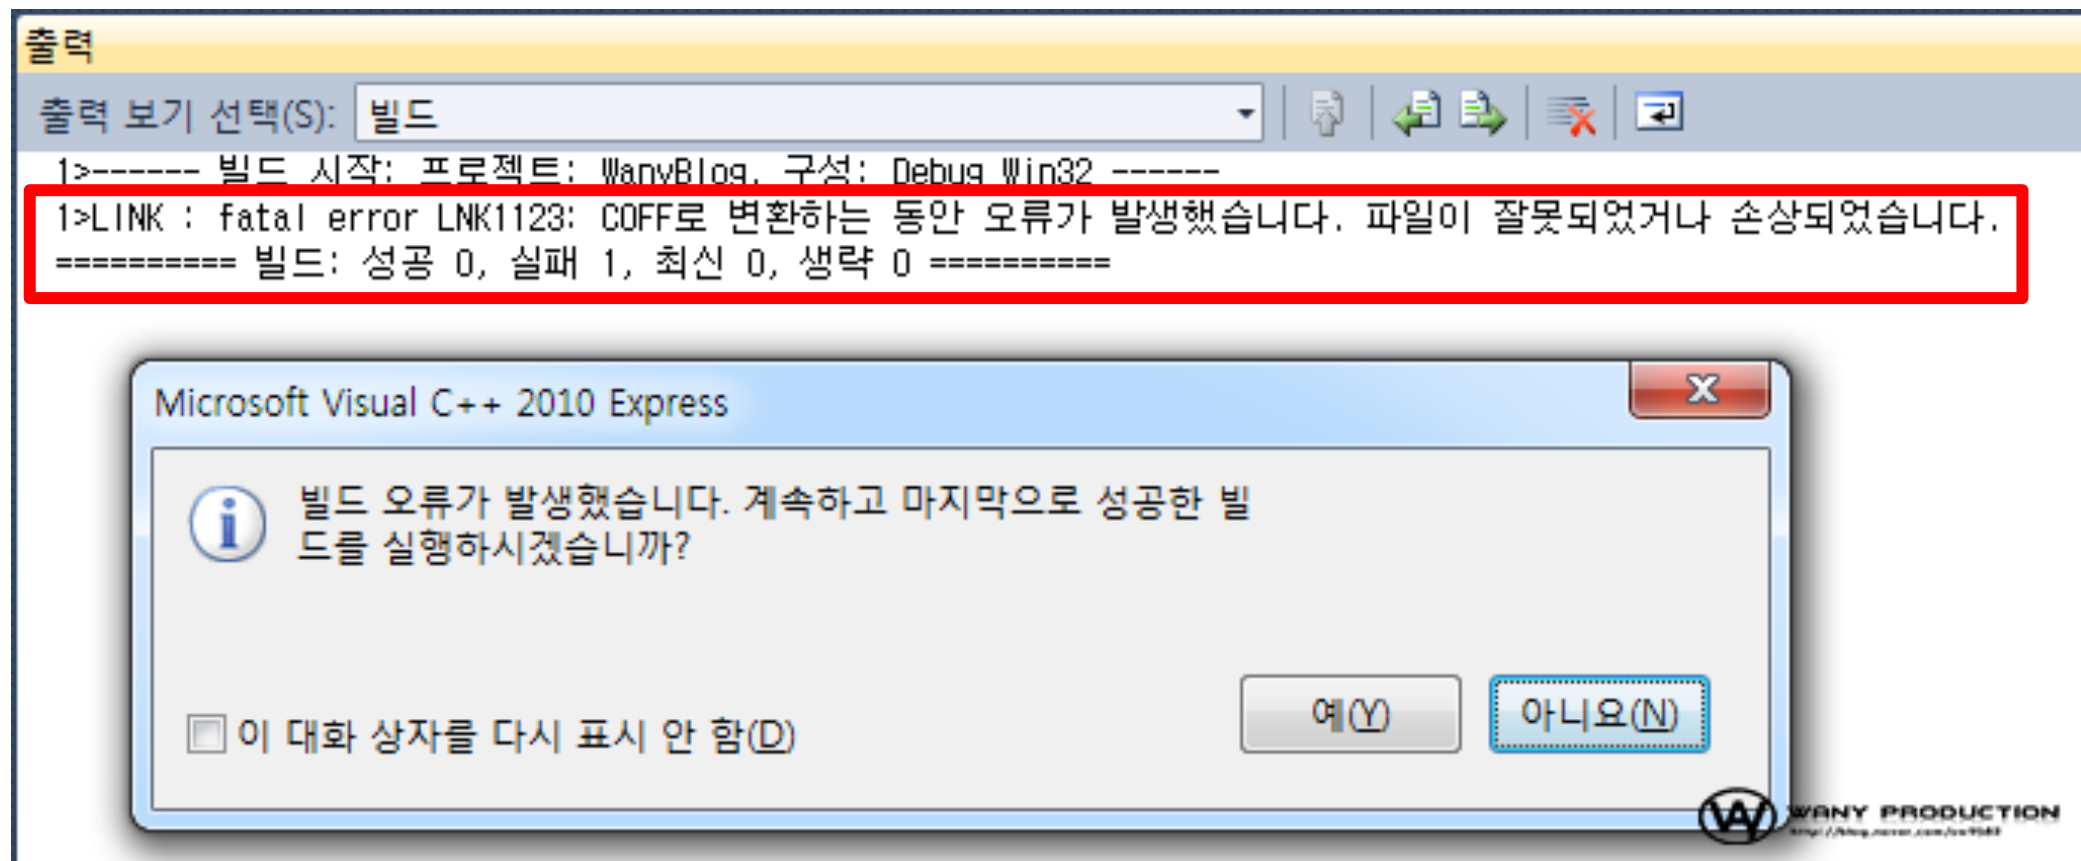 출력
출력 보기 선택(S): 빌드
1>------ 빌드 시작: 프로젝트: WanyBlog, 구성: Debug Win32 ------
1>LINK : fatal error LNK1123: COFF로 변환하는 동안 오류가 발생했습니다. 파일이 잘못되었거나 손상되었습니다.
========== 빌드: 성공 0, 실패 1, 최신 0, 생략 0 ==========
Microsoft Visual C++ 2010 Express
빌드 오류가 발생했습니다. 계속하고 마지막으로 성공한 빌
드를 실행하시겠습니까?
이 대화 상자를 다시 표시 안 함(D)
예(Y)
아니요(N)
WANY PRODUCTION